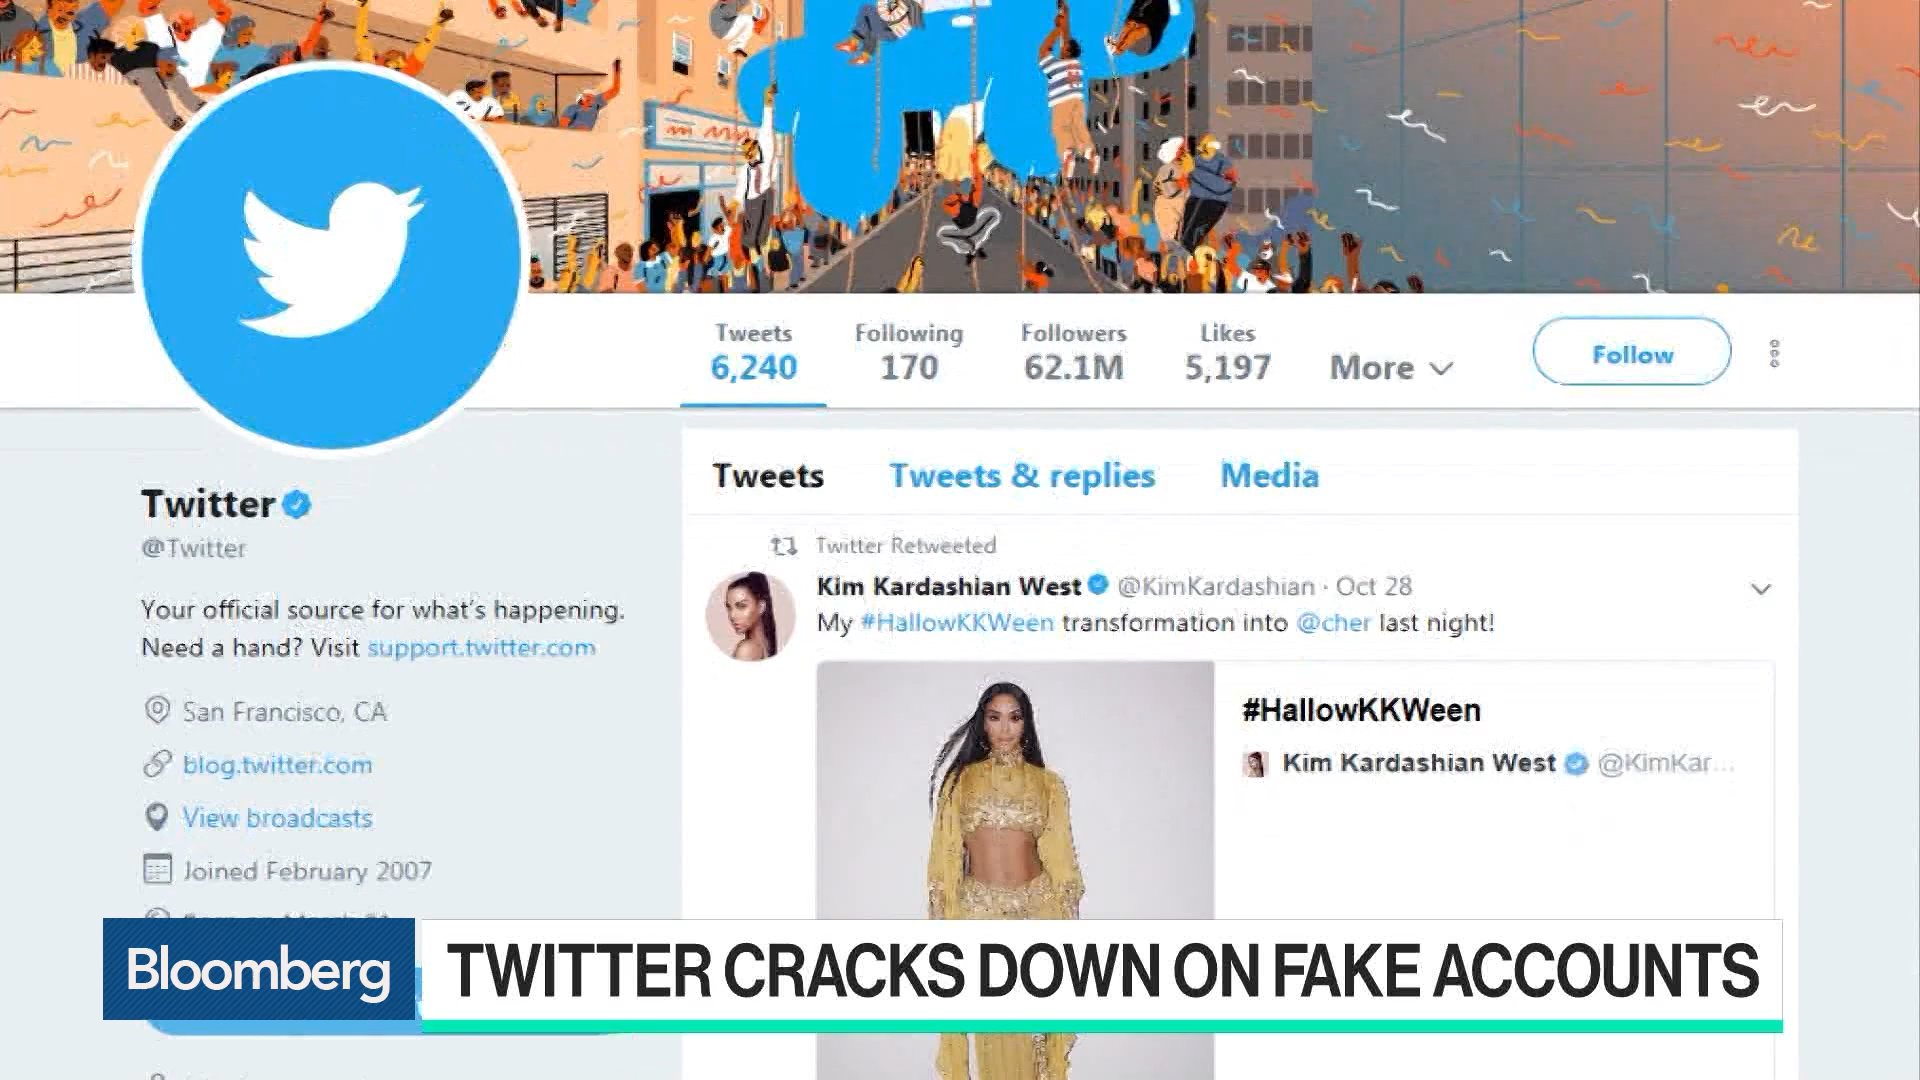 Tweets Following Followers Likes
6,240 170 62.1M 5,197 More
Follow
Twitter
@Twitter
Your official source for what's happening.
Need a hand? Visit support.twitter.com
San Francisco, CA
blog.twitter.com
View broadcasts
Joined February 2007
Tweets Tweets & replies Media
Twitter Retweeted
Kim Kardashian West @KimKardashian · Oct 28
My #HallowKKWeen transformation into @cher last night!
#HallowKKWeen
Kim Kardashian West @KimKar...
Bloomberg
TWITTER CRACKS DOWN ON FAKE ACCOUNTS